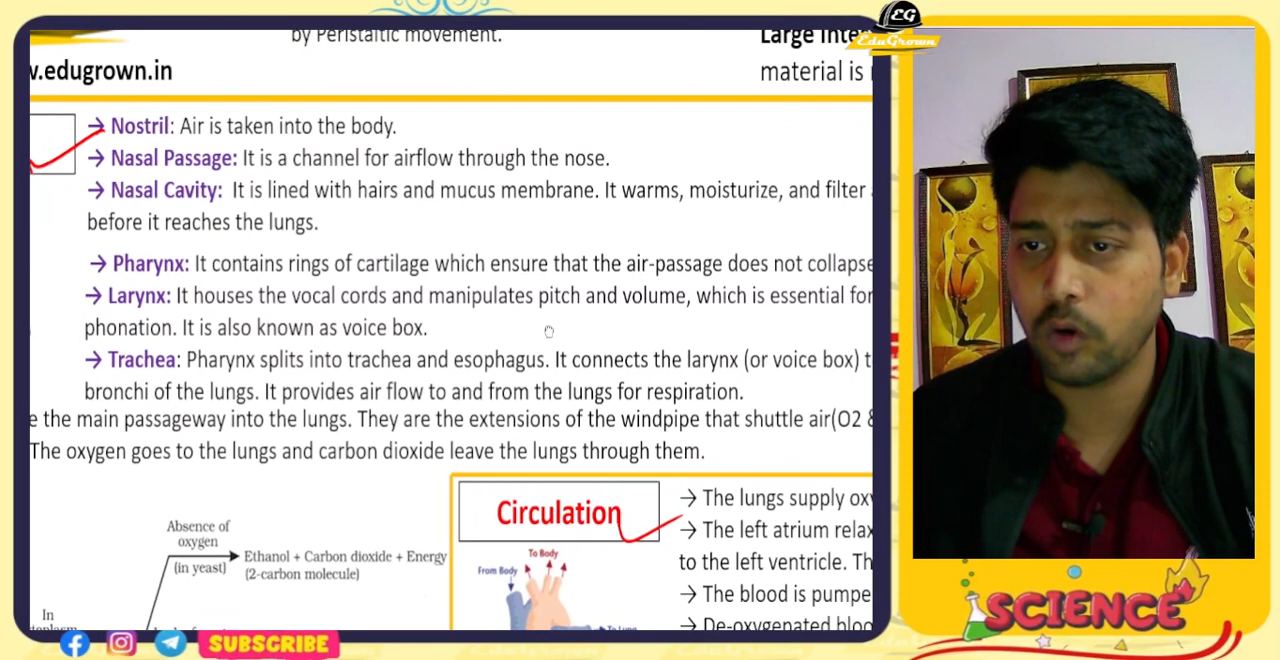 by Peristaltic movement.
Large
material is
.edugrown.in
EG
EduGrown
→ Nostril: Air is taken into the body.
→ Nasal Passage: It is a channel for airflow through the nose.
→ Nasal Cavity: It is lined with hairs and mucus membrane. It warms, moisturize, and filter
before it reaches the lungs.
→ Pharynx: It contains rings of cartilage which ensure that the air-passage does not collapse
→ Larynx: It houses the vocal cords and manipulates pitch and volume, which is essential for
phonation. It is also known as voice box.
→ Trachea: Pharynx splits into trachea and esophagus. It connects the larynx (or voice box)
bronchi of the lungs. It provides air flow to and from the lungs for respiration.
the main passageway into the lungs. They are the extensions of the windpipe that shuttle air(O2
The oxygen goes to the lungs and carbon dioxide leave the lungs through them.
Absence of
oxygen
(in yeast)
Ethanol + Carbon dioxide + Energy
(2-carbon molecule)
In
Circulation
To Body
From Body
→ The lungs supply
→ The left atrium
to the left ventricle.
→ The blood is
→ De-oxygenated
SUBSCRIBE
SCIENCE